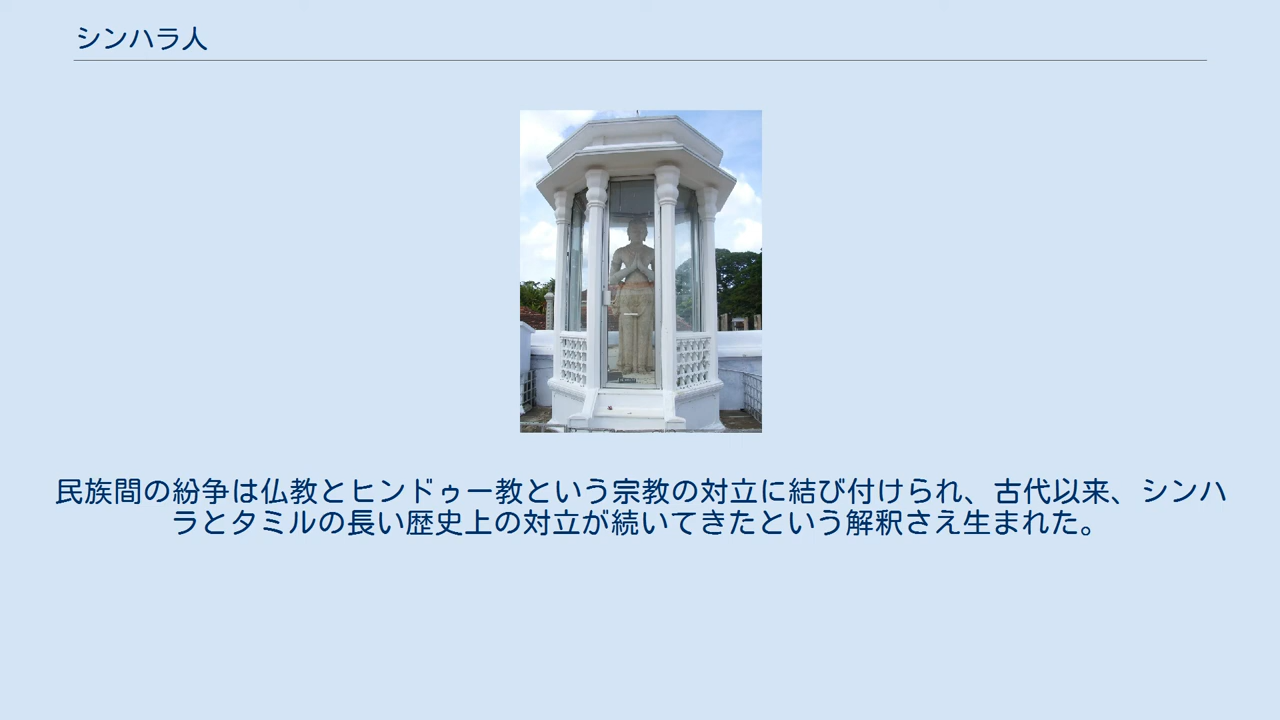 シンハラ人
民族間の紛争は仏教とヒンドゥー教という宗教の対立に結び付けられ、古代以来、シンハ
ラとタミルの長い歴史上の対立が続いてきたという解釈さえ生まれた。